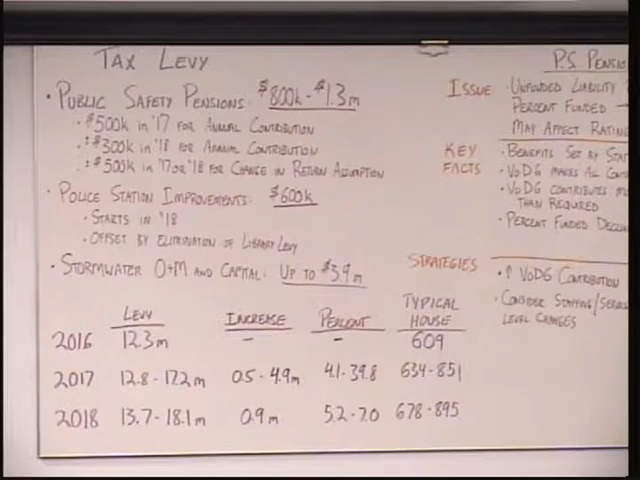 TAX LEVY
• PUBLIC SAFETY PENSIONS: $800k - $1.3m
• $500k IN '17 FOR ANNUAL CONTRIBUTION
• $300k IN '18 FOR ANNUAL CONTRIBUTION
• $500k IN '17 OR '18 FOR CHANGE IN RETURN ASSUMPTION
• POLICE STATION IMPROVEMENTS: $600k
• STARTS IN '18
• OFFSET BY ELIMINATION OF LIBRARY LEVY
• STORMWATER O+M AND CAPITAL: UP TO $3.9m
LEVY INCREASE PERCENT TYPICAL HOUSE
2016 12.3m - - 609
2017 12.8 - 17.2m 0.5 - 4.9m 4.1 - 39.8 634 - 851
2018 13.7 - 18.1m 0.9m 5.2 - 7.0 678 - 895
P.S. PENSIO
ISSUE
• UNFUNDED LIABILITY
PERCENT FUNDED
MAY AFFECT RATING
KEY FACTS
• BENEFITS SET BY STAT
• VoDG MAKES ALL CONT
• VoDG CONTRIBUTES MO
THAN REQUIRED
• PERCENT FUNDED
STRATEGIES
• ↑ VoDG CONTRIBUTION
• CONSIDER STAFFING/SERVICE
LEVEL CHANGES